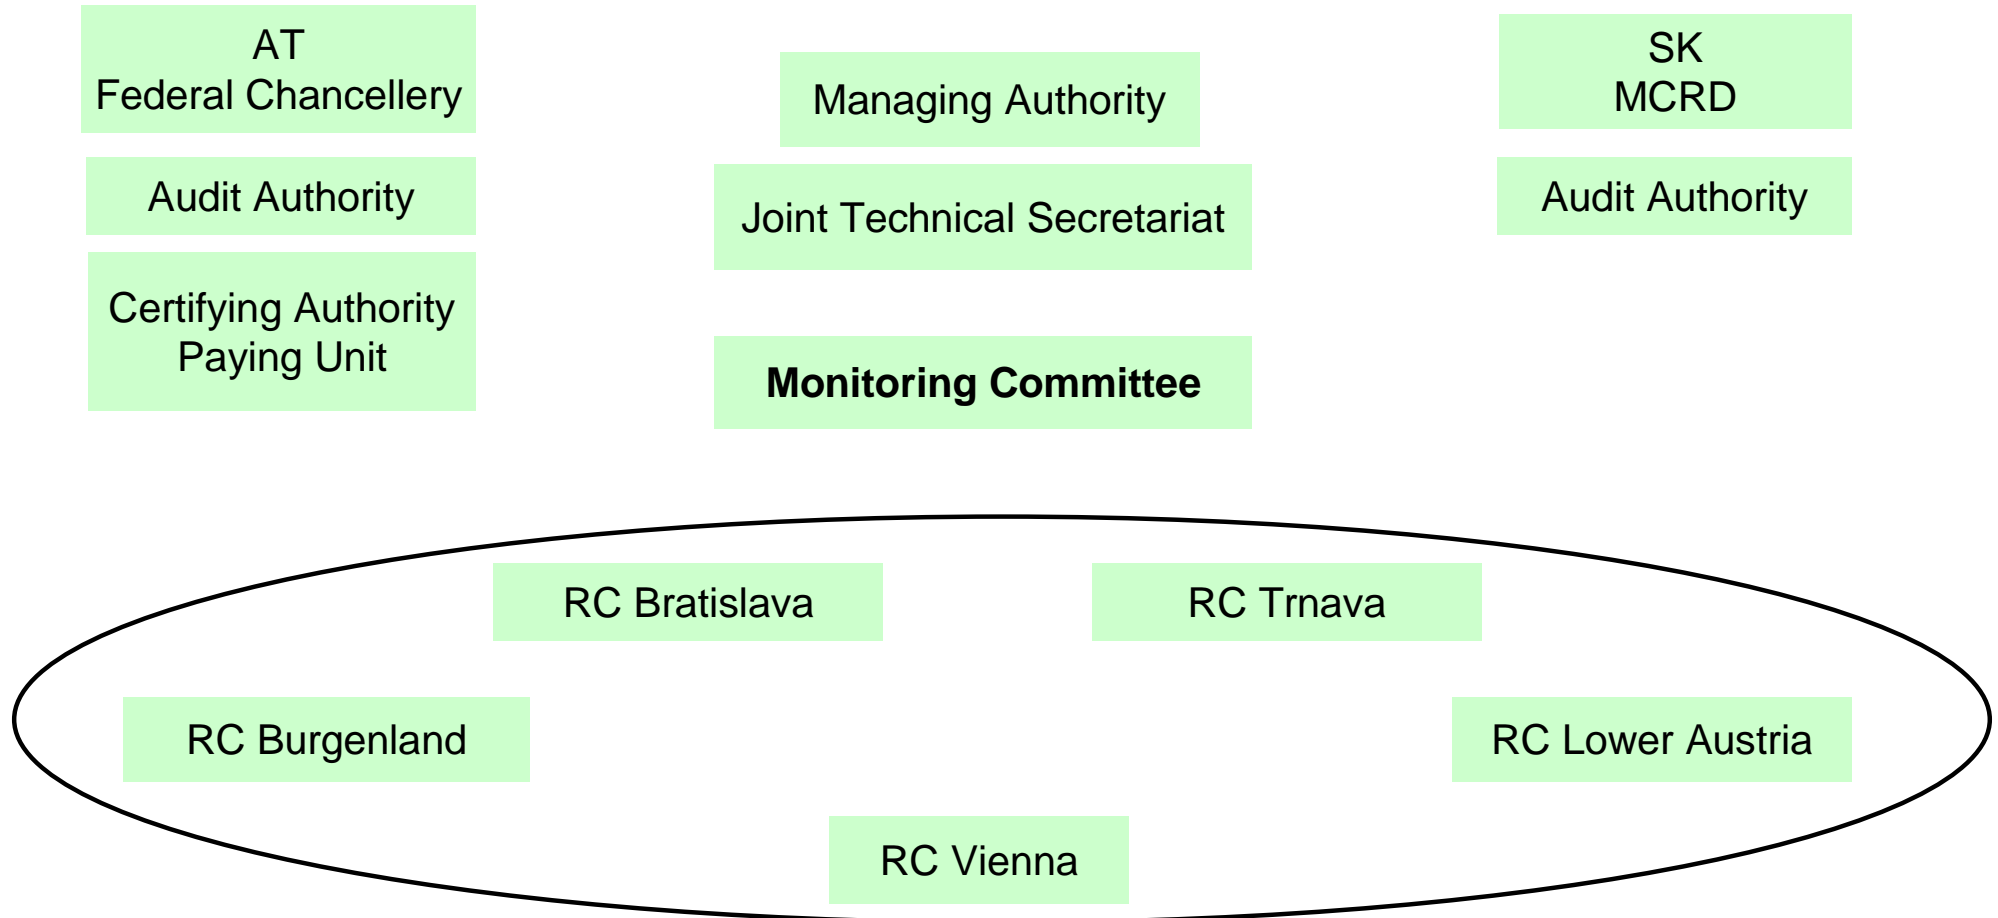 AT
Federal Chancellery
Audit Authority
Certifying Authority
Paying Unit
Managing Authority
Joint Technical Secretariat
Monitoring Committee
SK
MCRD
Audit Authority
RC Bratislava
RC Trnava
RC Burgenland
RC Lower Austria
RC Vienna